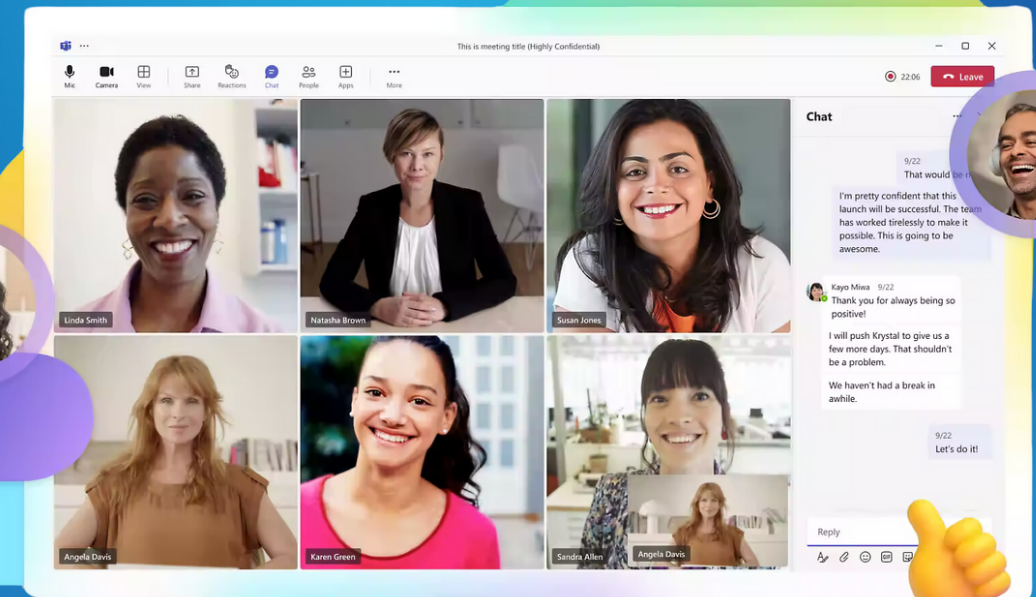 This is meeting title (Highly Confidential)
Mic
Camera
View
Share
Reactions
Chat
People
Apps
More
22:06
Leave
Linda Smith
Natasha Brown
Susan Jones
Angela Davis
Karen Green
Sandra Allen
Angela Davis
Chat
9/22
That would be
I'm pretty confident that this
launch will be successful. The team
has worked tirelessly to make it
possible. This is going to be
awesome.
Kayo Miwa 9/22
Thank you for always being so
positive!
I will push Krystal to give us a
few more days. That shouldn't
be a problem.
We haven't had a break in
awhile.
9/22
Let's do it!
Reply